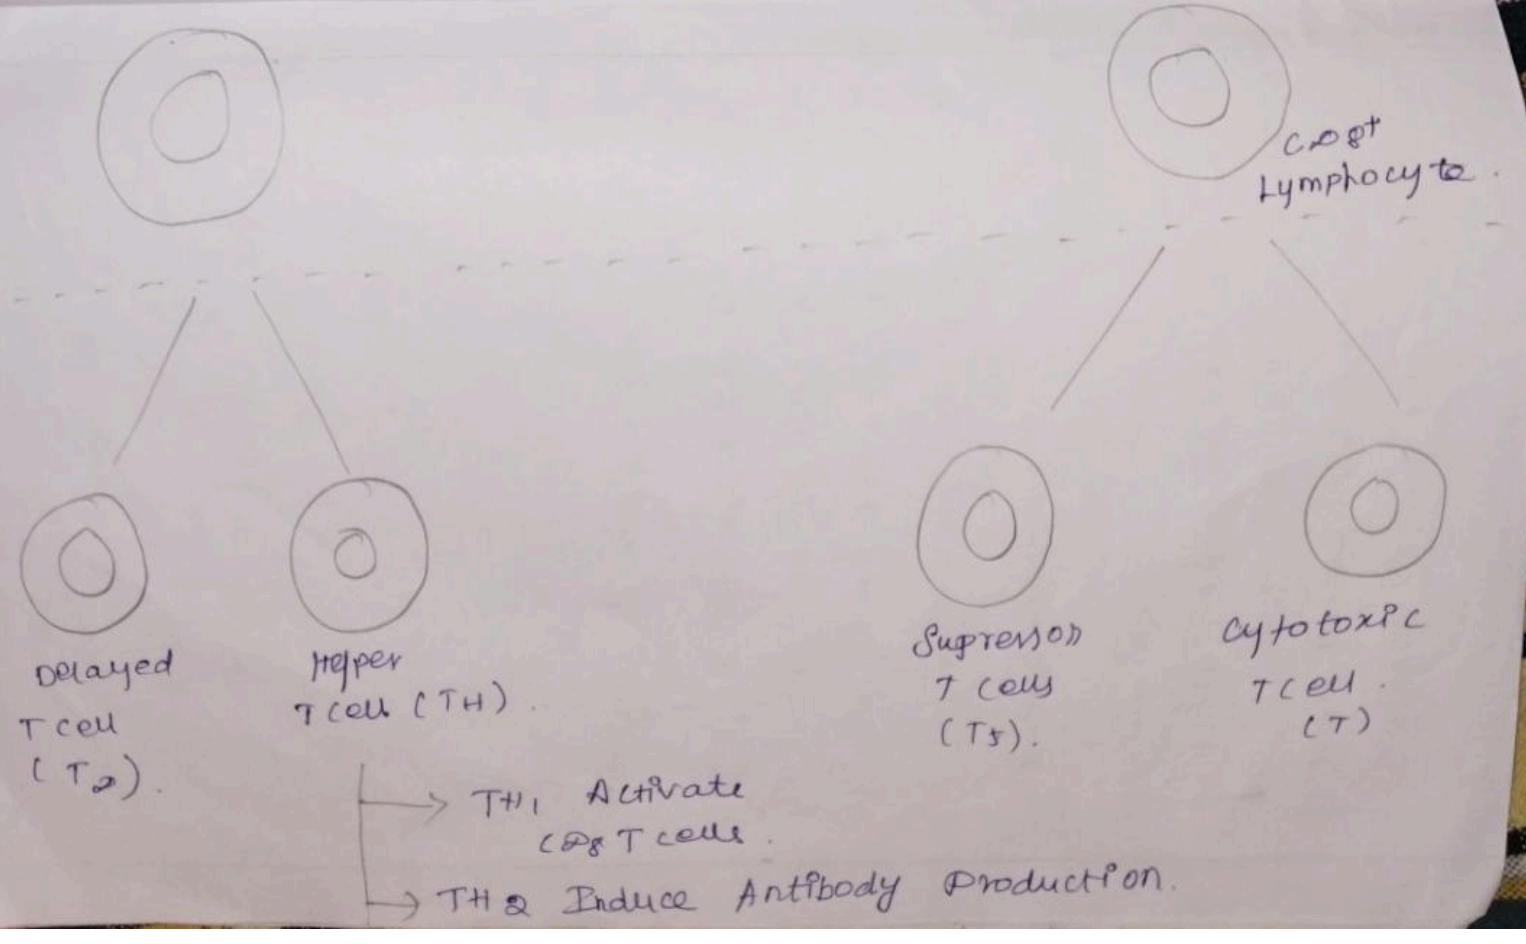 CD8+
Lymphocyte.
Delayed
T cell
(T2).
Helper
T cell (TH).
TH1 Activate
CD8 T cells.
TH2 Induce Antibody Production.
Supressor
T cells
(Ts).
Cytotoxic
T cell.
(T)